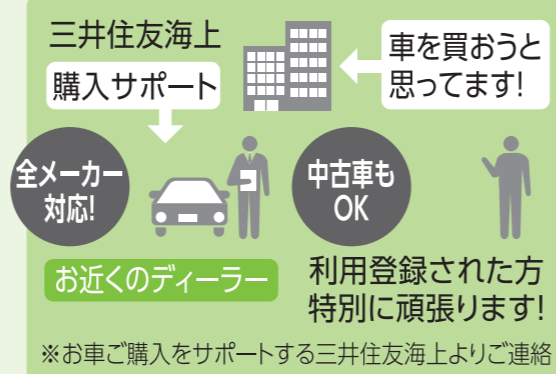 三井住友海上
購入サポート
車を買おうと
思ってます!
全メーカー
対応!
中古車も
OK
お近くのディーラー
利用登録された方
特別に頑張ります!
※お車ご購入をサポートする三井住友海上よりご連絡